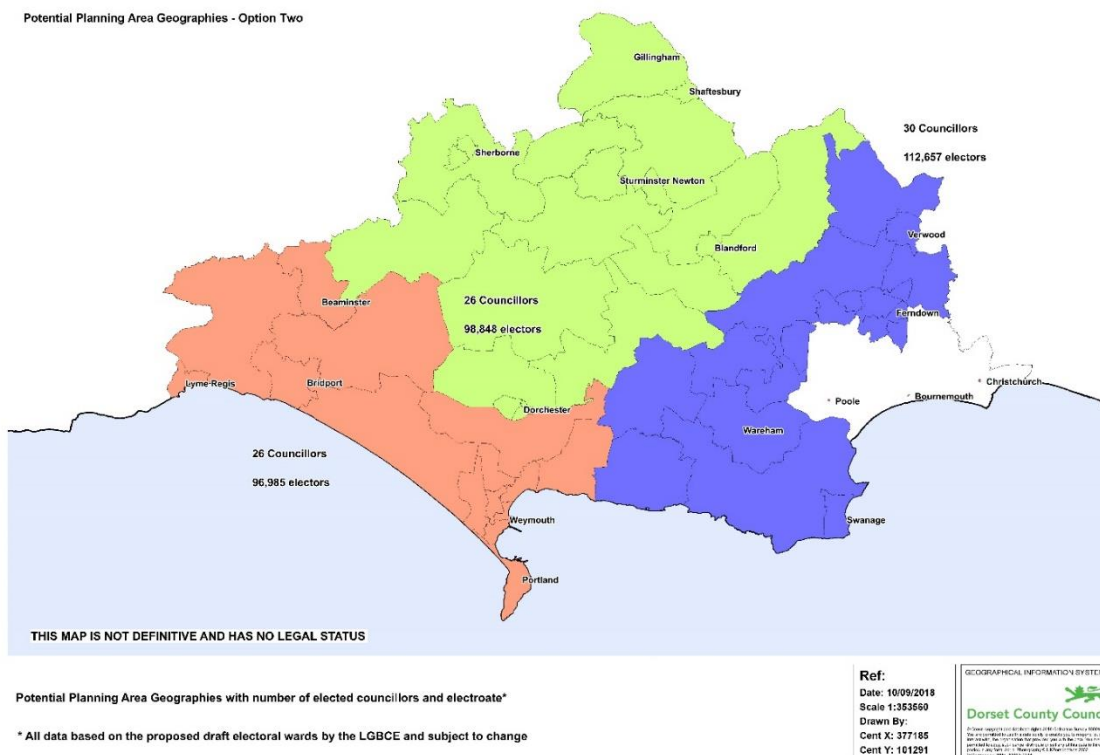 Potential Planning Area Geographies - Option Two
Gillingham
Shaftesbury
30 Councillors
112,657 electors
Sherborne
Sturminster Newton
Verwood
Blandford
Beaminster
26 Councillors
98,848 electors
Ferndown
Lyme Regis
Bridport
Christchurch
Bournemouth
Poole
Dorchester
Wareham
26 Councillors
96,985 electors
Weymouth
Swanage
Portland
THIS MAP IS NOT DEFINITIVE AND HAS NO LEGAL STATUS
Potential Planning Area Geographies with number of elected councillors and electroate*
* All data based on the proposed draft electoral wards by the LGBCE and subject to change
Ref:
Date: 10/09/2018
Scale 1:353560
Drawn By:
Cent X: 377185
Cent Y: 101291
GEOGRAPHICAL INFORMATION SYSTE
Dorset County Counc